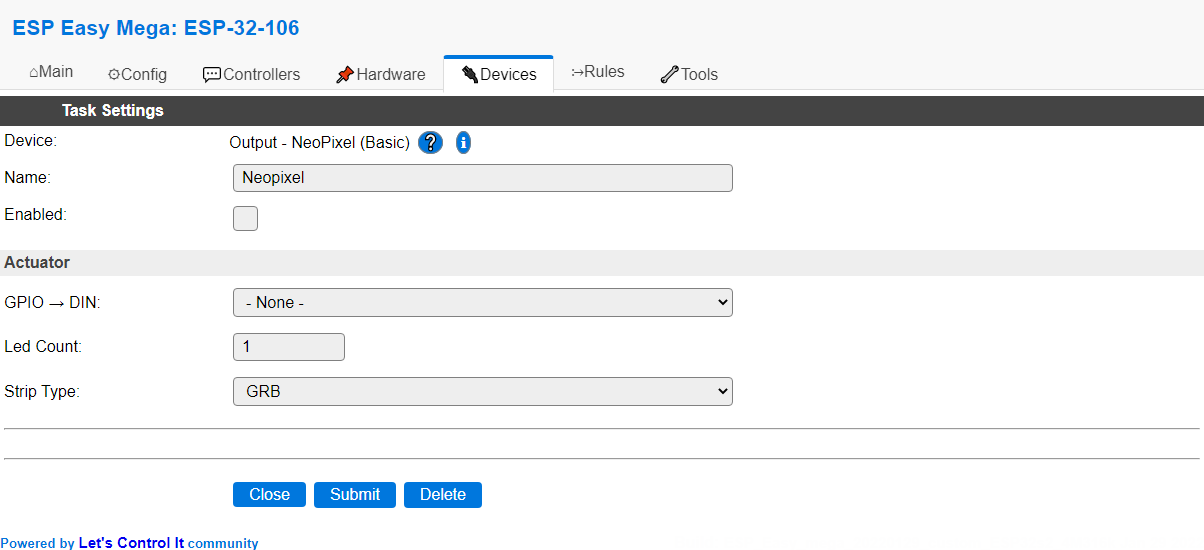 ESP Easy Mega: ESP-32-106
⌂Main ⚙Config 💬Controllers 📌Hardware 🔌Devices Rules 🔧Tools
Task Settings
Device: Output - NeoPixel (Basic) ? i
Name: Neopixel
Enabled:
Actuator
GPIO → DIN: - None -
Led Count: 1
Strip Type: GRB
Close Submit Delete
Powered by Let's Control It community